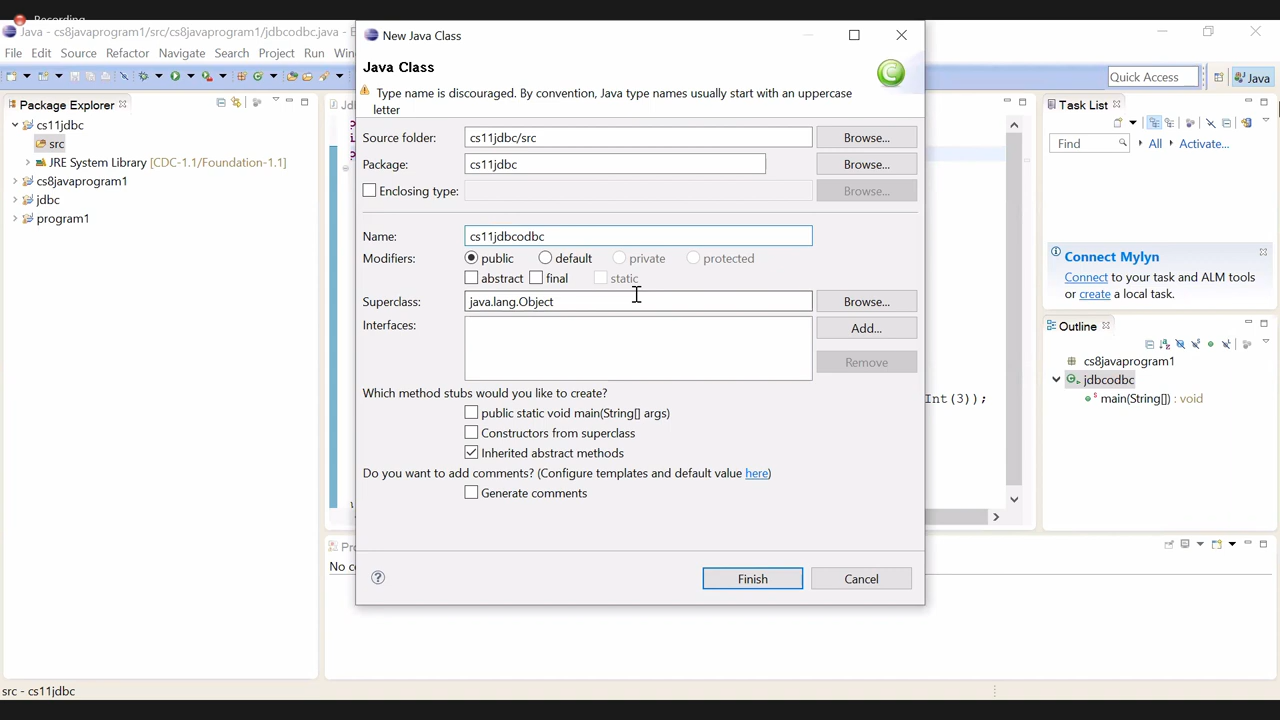 Recording
Java - cs8javaprogram1/src/cs8javaprogram1/jdbcodbc.java - E
File Edit Source Refactor Navigate Search Project Run Win
Quick Access
Java
New Java Class
Java Class
Type name is discouraged. By convention, Java type names usually start with an uppercase
letter
Source folder: cs11jdbc/src Browse...
Package: cs11jdbc Browse...
Enclosing type: Browse...
Name: cs11jdbcodbc
Modifiers: public default private protected
abstract final static
Superclass: java.lang.Object Browse...
Interfaces: Add...
Remove
Which method stubs would you like to create?
public static void main(String[] args)
Constructors from superclass
Inherited abstract methods
Do you want to add comments? (Configure templates and default value here)
Generate comments
Finish Cancel
Package Explorer
cs11jdbc
src
JRE System Library [CDC-1.1/Foundation-1.1]
cs8javaprogram1
jdbc
program1
Int(3));
No c
Task List
Find All Activate...
Connect Mylyn
Connect to your task and ALM tools
or create a local task.
Outline
cs8javaprogram1
jdbcodbc
main(String[]) : void
src - cs11jdbc